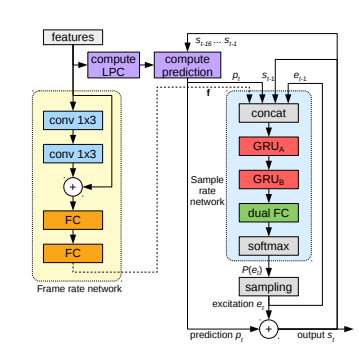 features
s_{t-16} ... s_{t-1}
compute
LPC
compute
prediction
p_t
s_{t-1}
e_{t-1}
f
conv 1x3
conv 1x3
+
FC
FC
Frame rate network
concat
GRU_A
GRU_B
dual FC
softmax
Sample
rate
network
P(e_t)
sampling
excitation e_t
prediction p_t
+
output s_t